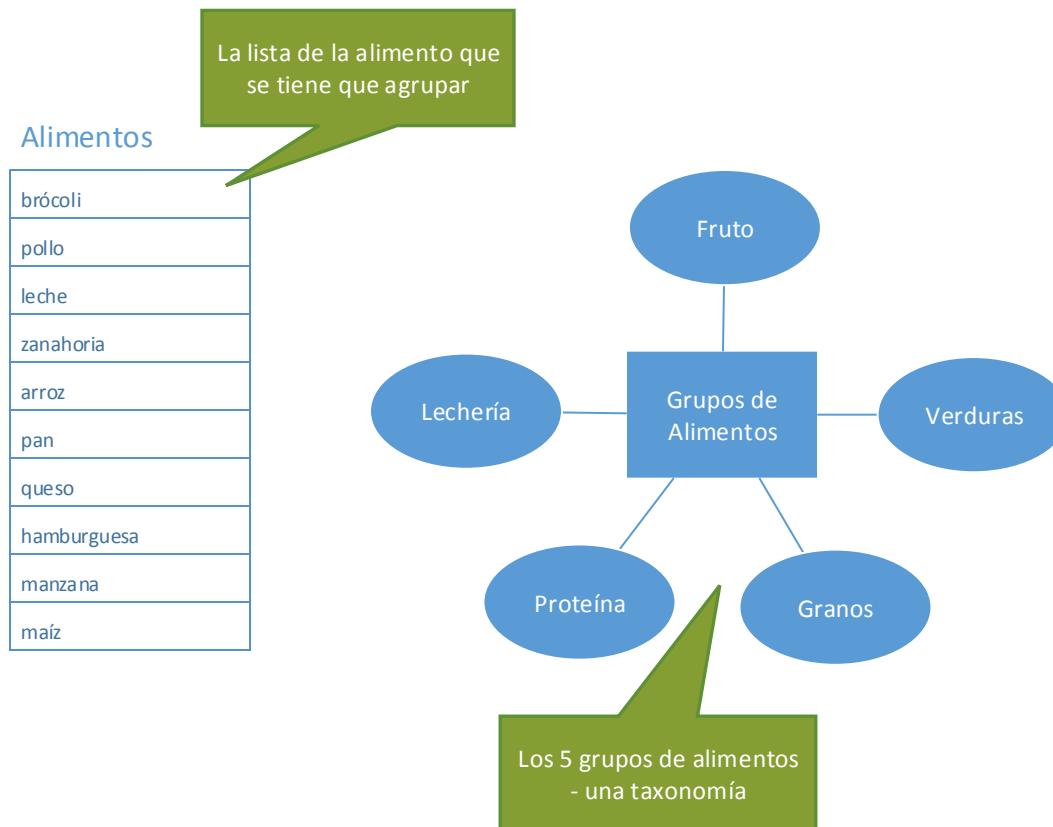 La lista de la alimento que
se tiene que agrupar
Alimentos
brócoli
pollo
leche
zanahoria
arroz
pan
queso
hamburguesa
manzana
maíz
Fruto
Lechería
Grupos de
Alimentos
Verduras
Proteína
Granos
Los 5 grupos de alimentos
- una taxonomía